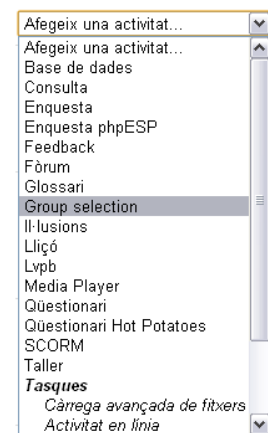 Afegeix una activitat...
Afegeix una activitat...
Base de dades
Consulta
Enquesta
Enquesta phpESP
Feedback
Fòrum
Glossari
Group selection
Il·lusions
Lliçó
Lvpb
Media Player
Qüestionari
Qüestionari Hot Potatoes
SCORM
Taller
Tasques
Càrrega avançada de fitxers
Activitat en línia